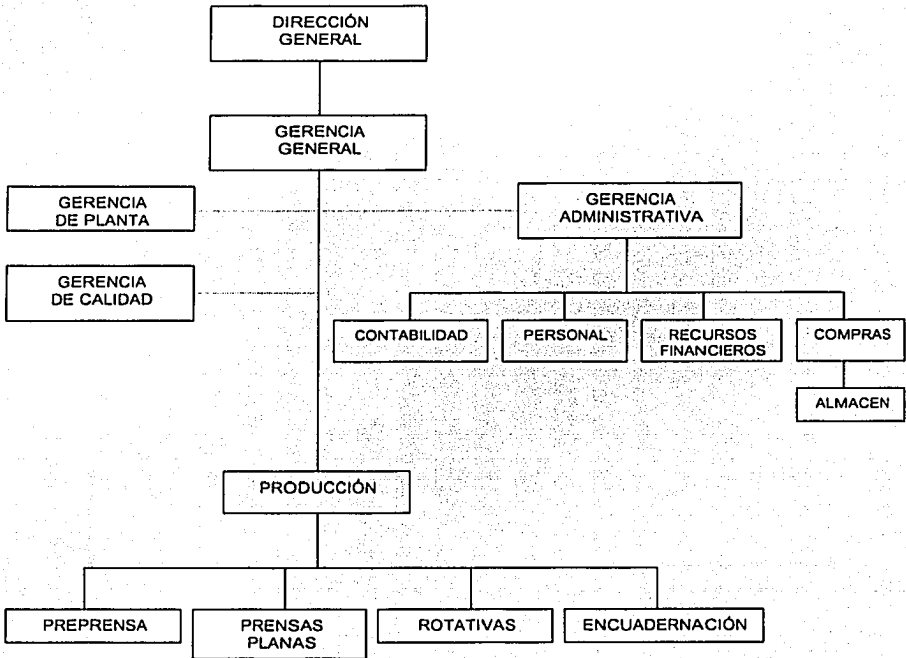 DIRECCIÓN
GENERAL
GERENCIA
GENERAL
GERENCIA
DE PLANTA
GERENCIA
ADMINISTRATIVA
GERENCIA
DE CALIDAD
CONTABILIDAD
PERSONAL
RECURSOS
FINANCIEROS
COMPRAS
ALMACEN
PRODUCCIÓN
PREPRENSA
PRENSAS
PLANAS
ROTATIVAS
ENCUADERNACIÓN